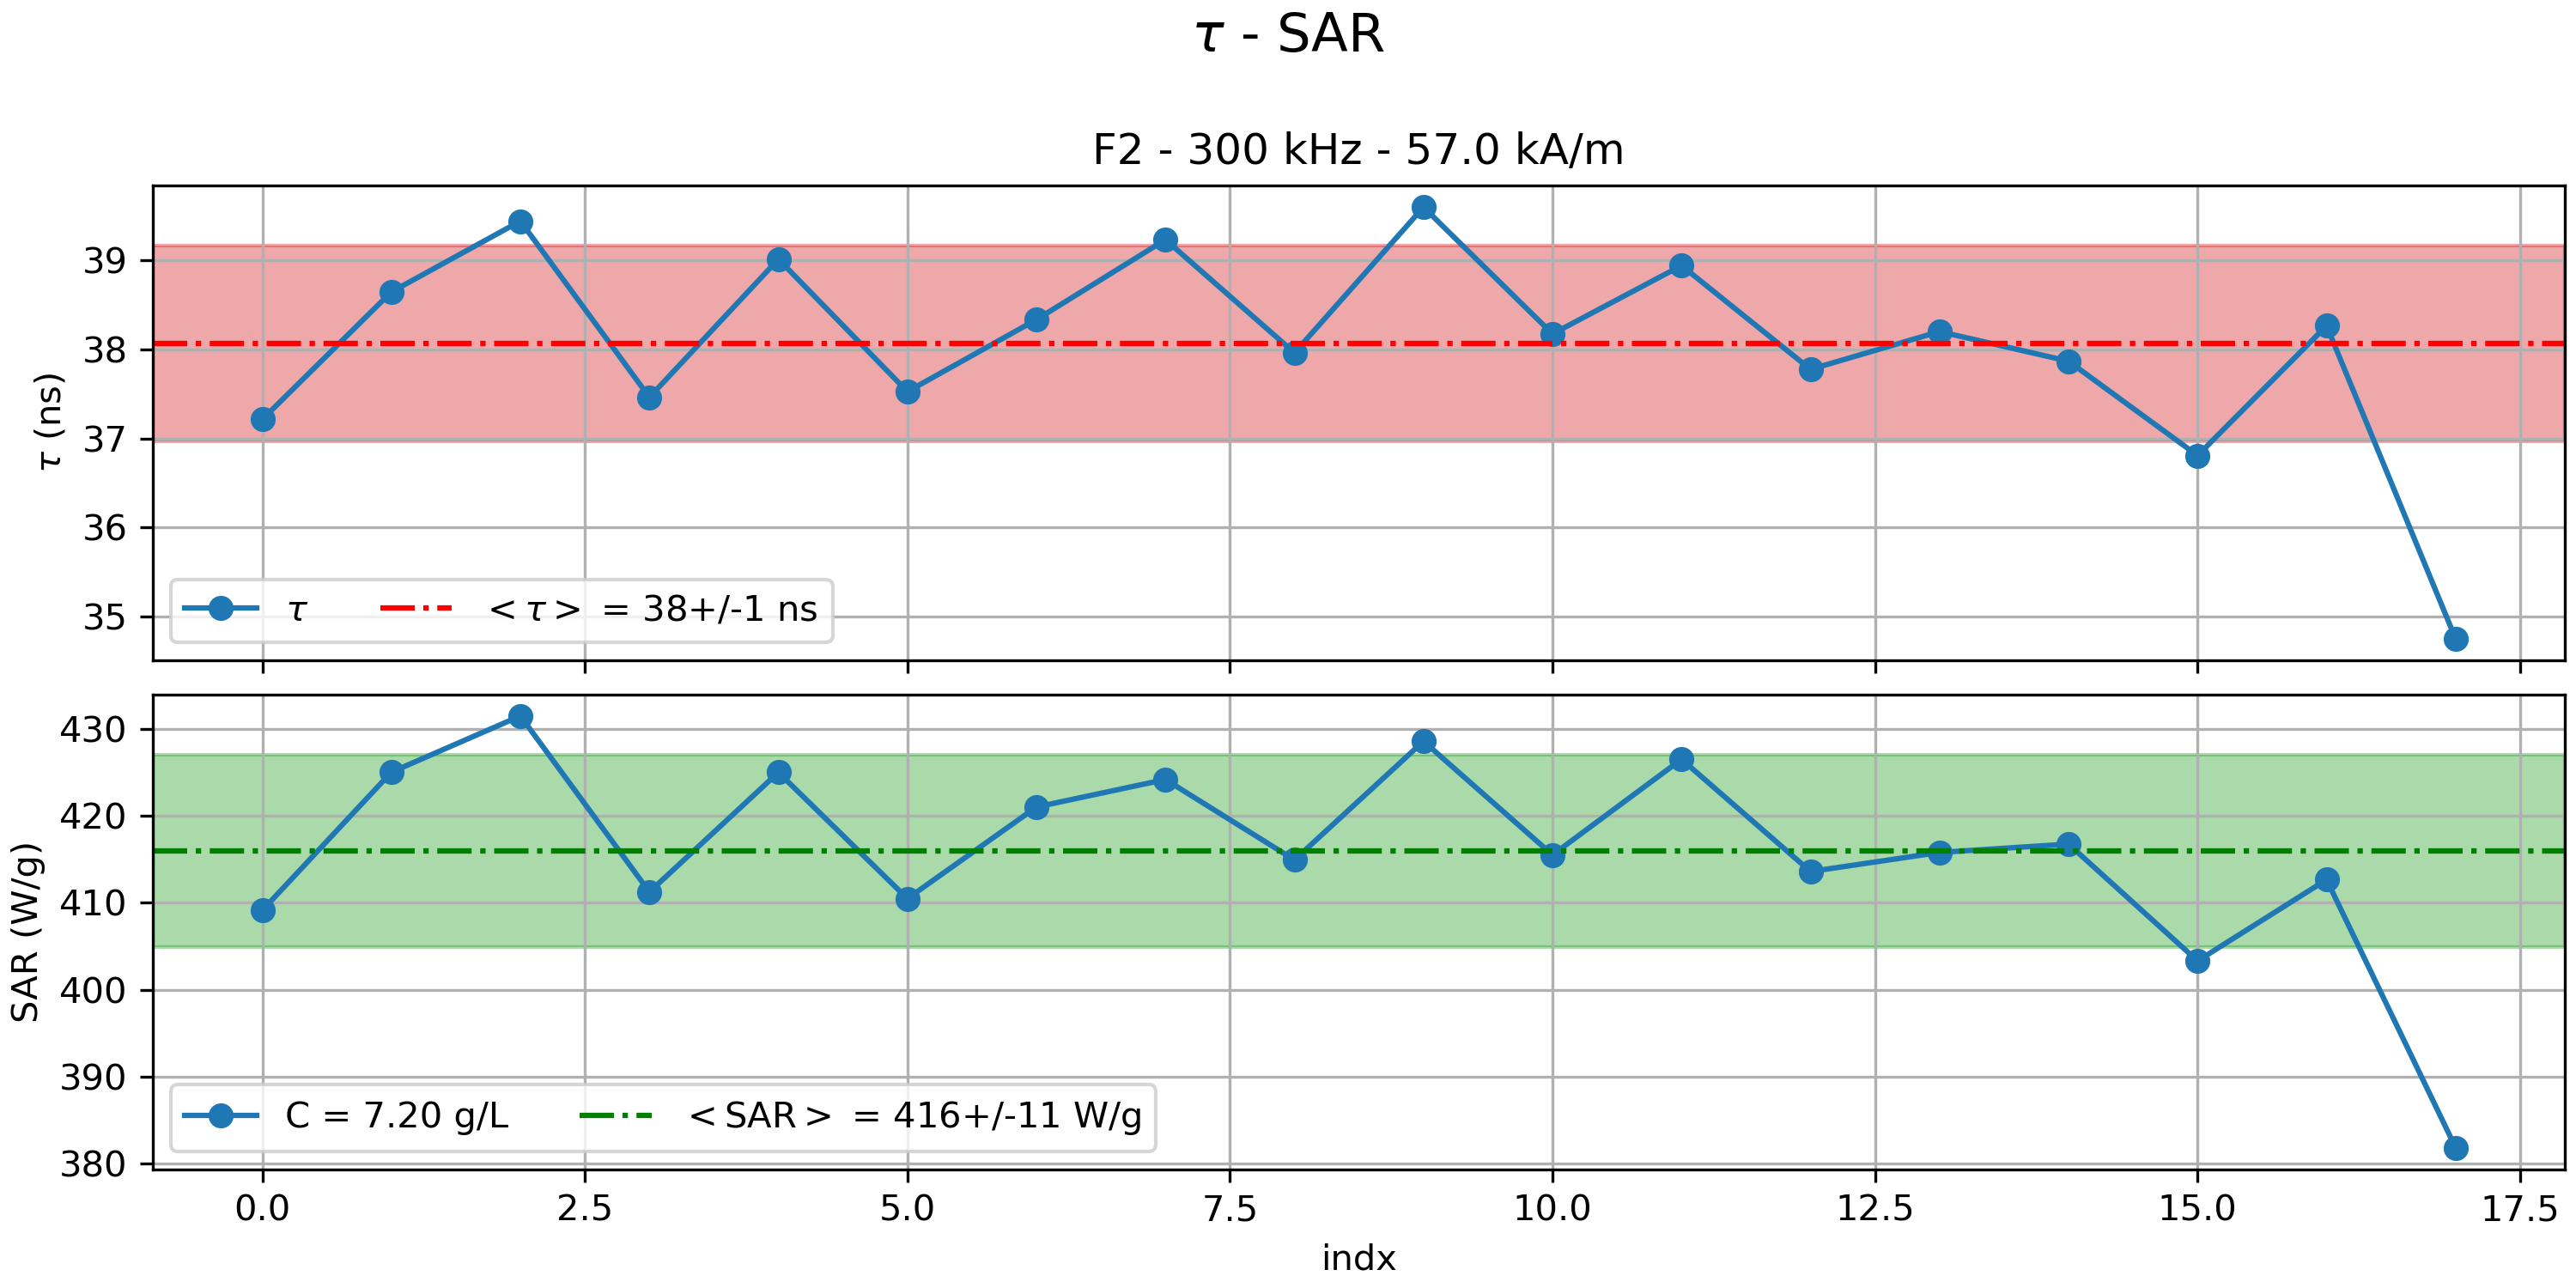 τ - SAR
F2 - 300 kHz - 57.0 kA/m
τ (ns)
39
38
37
36
35
τ
<τ> = 38+/-1 ns
SAR (W/g)
430
420
410
400
390
380
C = 7.20 g/L
<SAR> = 416+/-11 W/g
0.0 2.5 5.0 7.5 10.0 12.5 15.0 17.5
indx